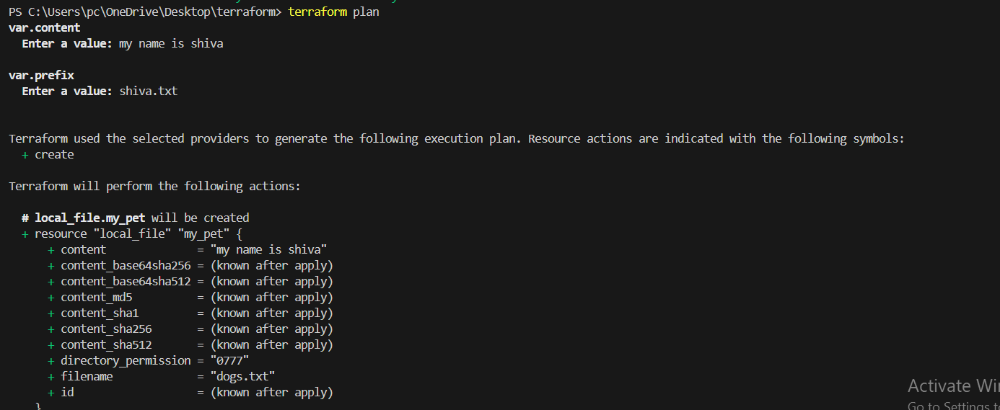 PS C:\Users\pc\OneDrive\Desktop\terraform> terraform plan
var.content
  Enter a value: my name is shiva

var.prefix
  Enter a value: shiva.txt

Terraform used the selected providers to generate the following execution plan. Resource actions are indicated with the following symbols:
  + create

Terraform will perform the following actions:

  # local_file.my_pet will be created
  + resource "local_file" "my_pet" {
      + content              = "my name is shiva"
      + content_base64sha256 = (known after apply)
      + content_base64sha512 = (known after apply)
      + content_md5          = (known after apply)
      + content_sha1         = (known after apply)
      + content_sha256       = (known after apply)
      + content_sha512       = (known after apply)
      + directory_permission = "0777"
      + filename             = "dogs.txt"
      + id                   = (known after apply)
    }
Activate Wi
Go to Settings t